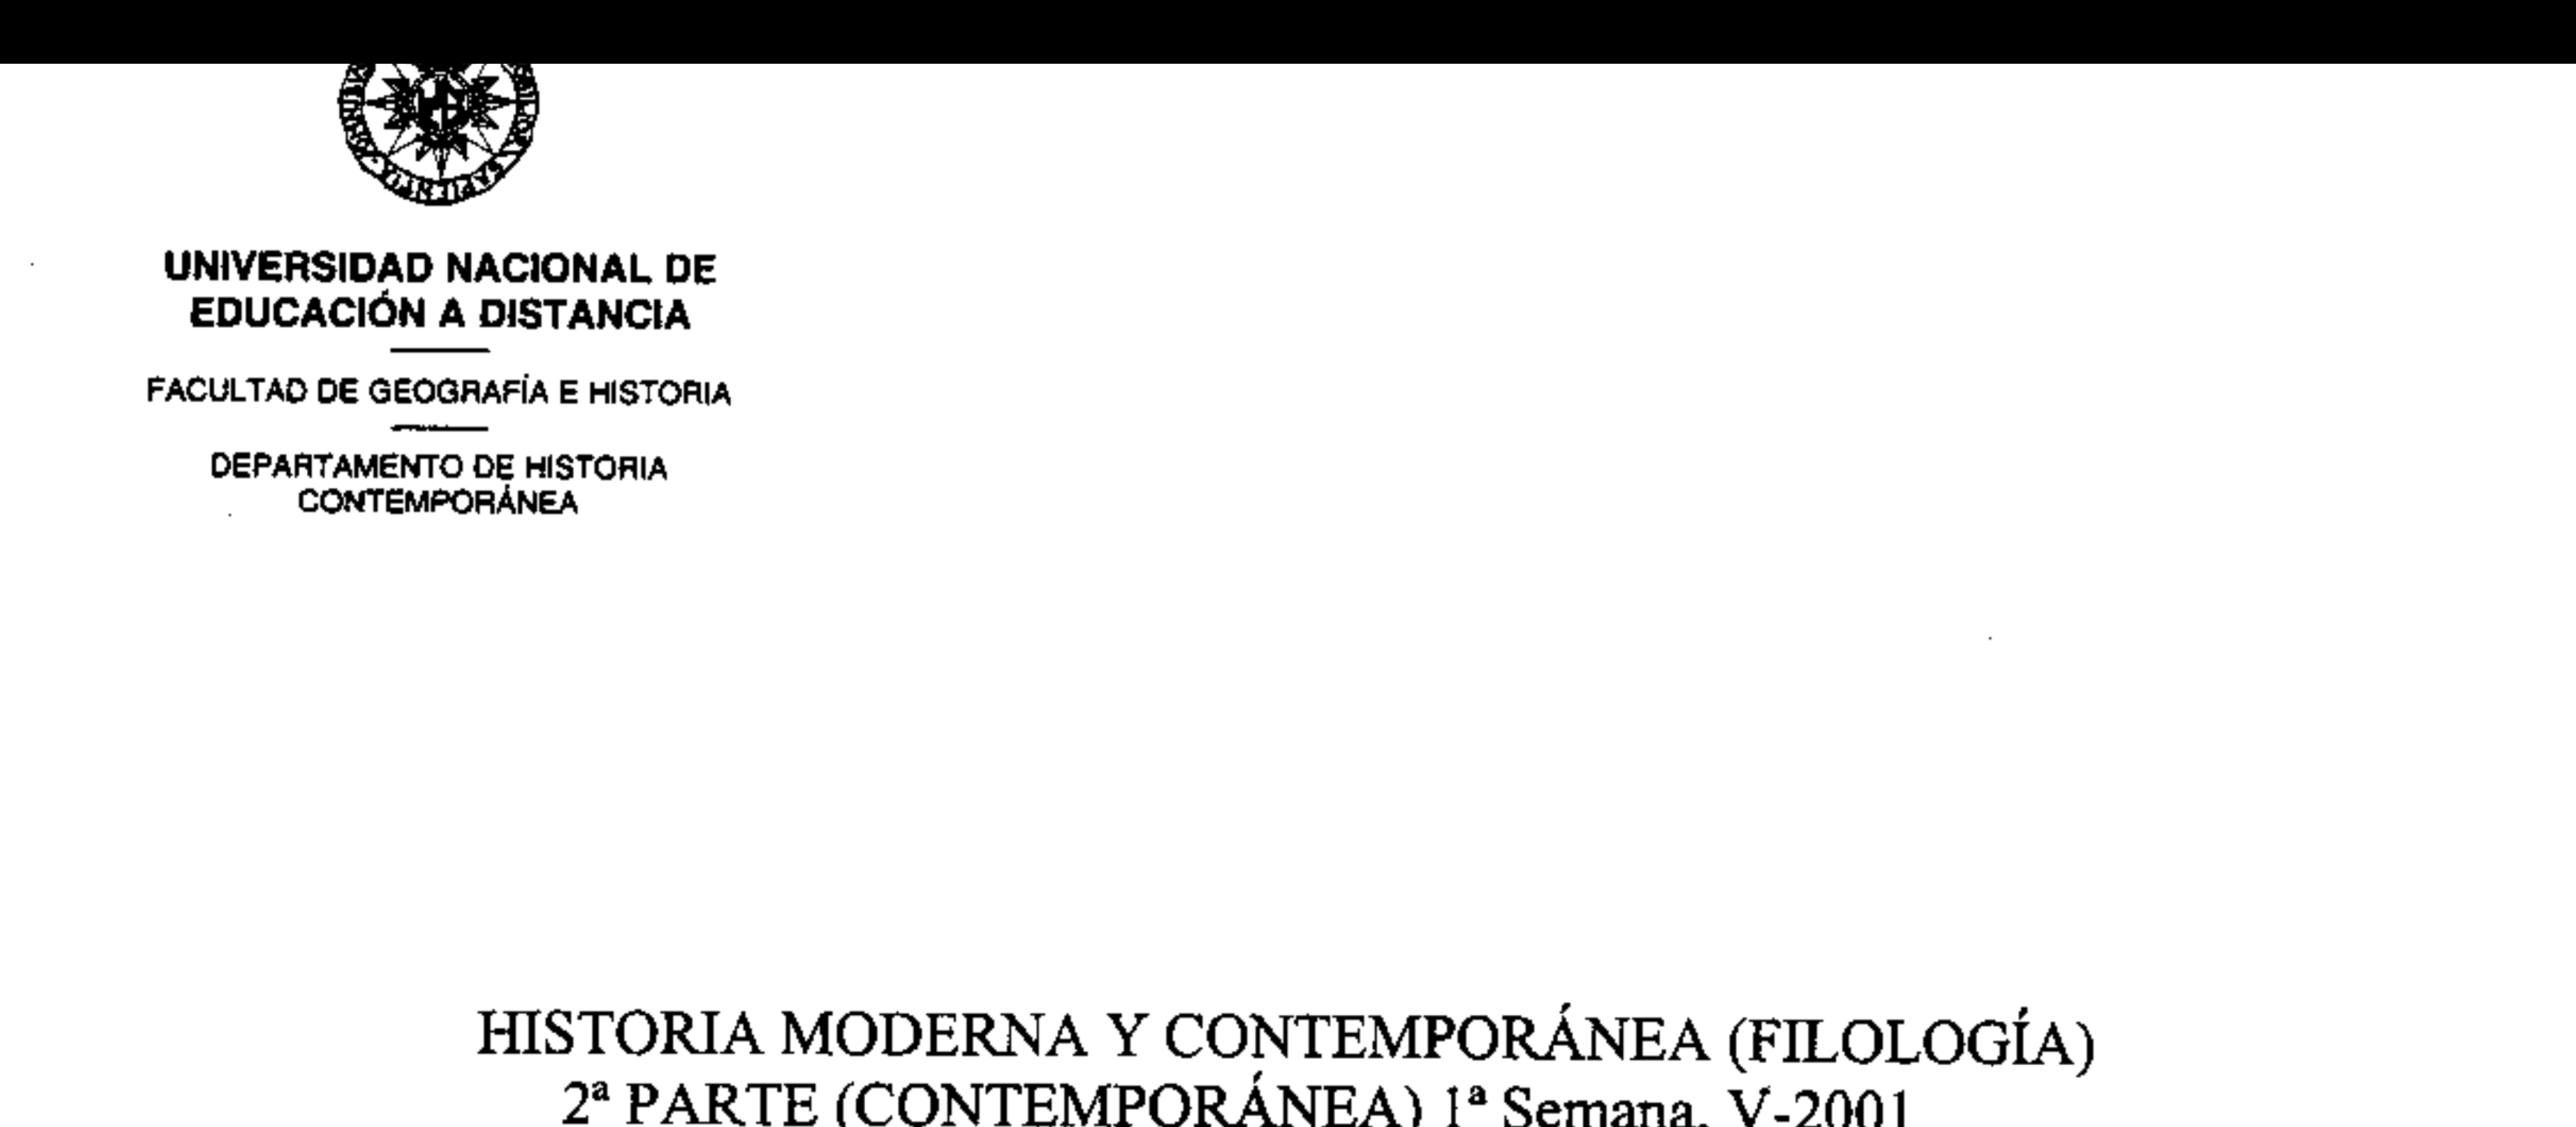 SAPIENTIA
UNIVERSIDAD NACIONAL DE
EDUCACIÓN A DISTANCIA
FACULTAD DE GEOGRAFÍA E HISTORIA
DEPARTAMENTO DE HISTORIA
CONTEMPORÁNEA
HISTORIA MODERNA Y CONTEMPORÁNEA (FILOLOGÍA)
2ª PARTE (CONTEMPORÁNEA) 1ª Semana. V-2001